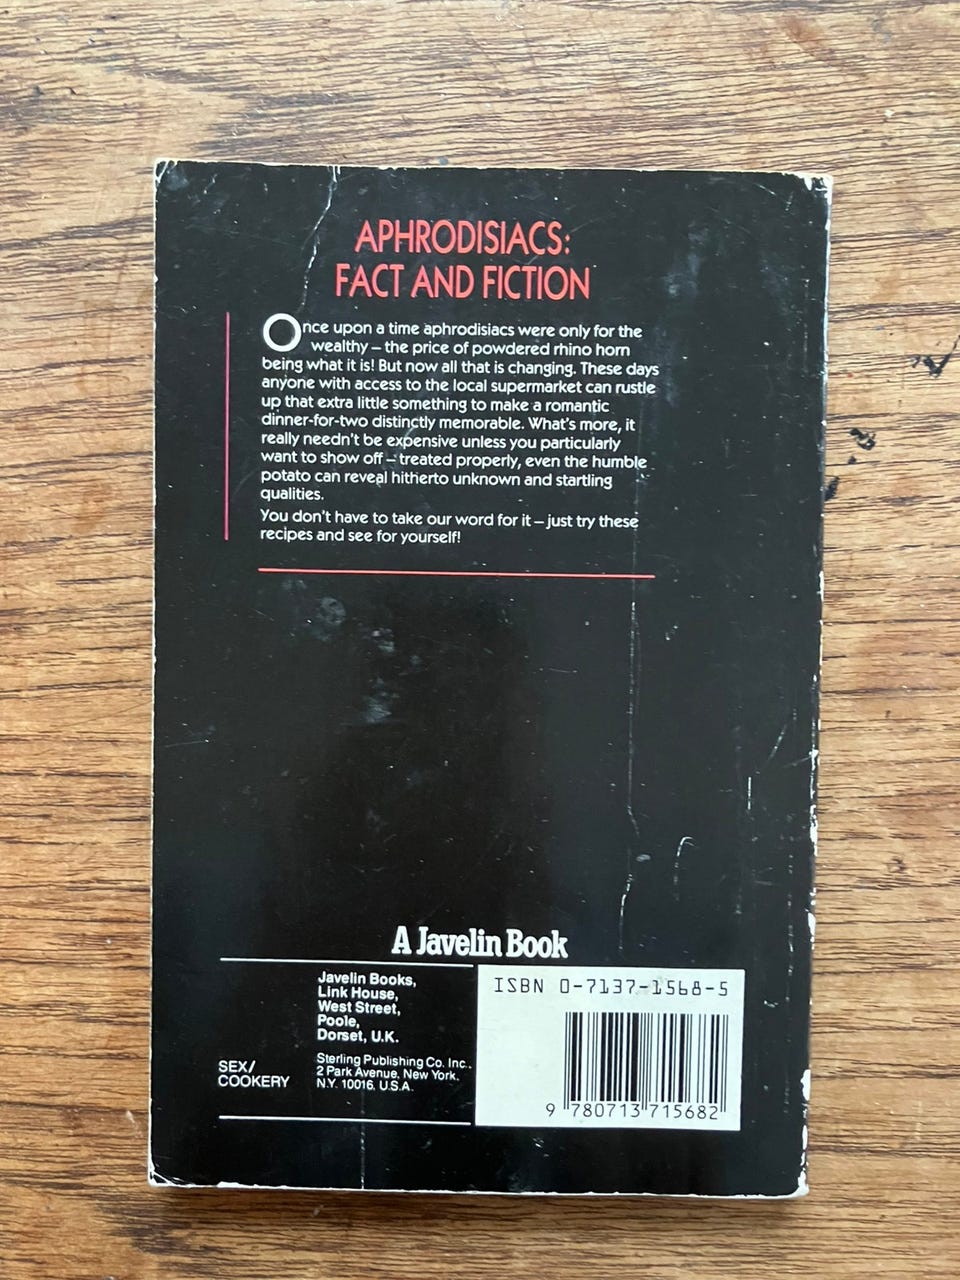 APHRODISIACS:
FACT AND FICTION
Once upon a time aphrodisiacs were only for the
wealthy – the price of powdered rhino horn
being what it is! But now all that is changing. These days
anyone with access to the local supermarket can rustle
up that extra little something to make a romantic
dinner-for-two distinctly memorable. What's more, it
really needn't be expensive unless you particularly
want to show off – treated properly, even the humble
potato can reveal hitherto unknown and startling
qualities.
You don't have to take our word for it – just try these
recipes and see for yourself!
A Javelin Book
Javelin Books,
Link House,
West Street,
Poole,
Dorset, U.K.
Sterling Publishing Co. Inc.,
2 Park Avenue, New York,
N.Y. 10016, U.S.A.
SEX/
COOKERY
ISBN 0-7137-1568-5
9 780713 715682